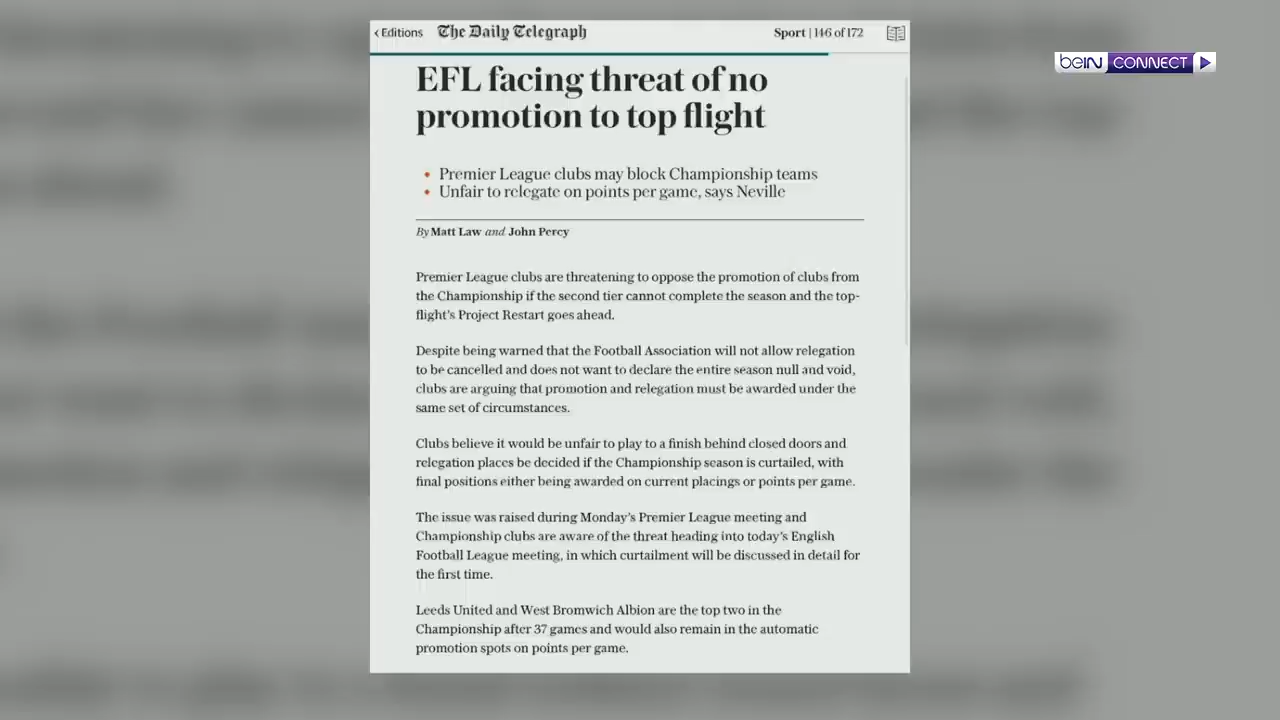 ‹ Editions The Daily Telegraph Sport | 146 of 172
beIN CONNECT
EFL facing threat of no
promotion to top flight
• Premier League clubs may block Championship teams
• Unfair to relegate on points per game, says Neville
By Matt Law and John Percy
Premier League clubs are threatening to oppose the promotion of clubs from
the Championship if the second tier cannot complete the season and the top-
flight's Project Restart goes ahead.
Despite being warned that the Football Association will not allow relegation
to be cancelled and does not want to declare the entire season null and void,
clubs are arguing that promotion and relegation must be awarded under the
same set of circumstances.
Clubs believe it would be unfair to play to a finish behind closed doors and
relegation places be decided if the Championship season is curtailed, with
final positions either being awarded on current placings or points per game.
The issue was raised during Monday's Premier League meeting and
Championship clubs are aware of the threat heading into today's English
Football League meeting, in which curtailment will be discussed in detail for
the first time.
Leeds United and West Bromwich Albion are the top two in the
Championship after 37 games and would also remain in the automatic
promotion spots on points per game.